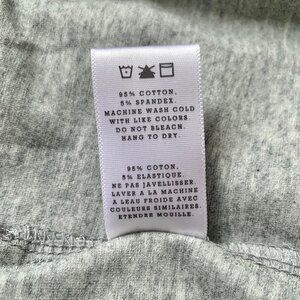 95% COTTON,
5% SPANDEX.
MACHINE WASH COLD
WITH LIKE COLORS.
DO NOT BLEACH.
HANG TO DRY.
95% COTON,
5% ELASTIQUE.
NE PAS JAVELLISSER.
LAVER A LA MACHINE
A LEAU FROIDE AVEC
COULEURS SIMILAIRES.
ETENDRE MOUILLE.